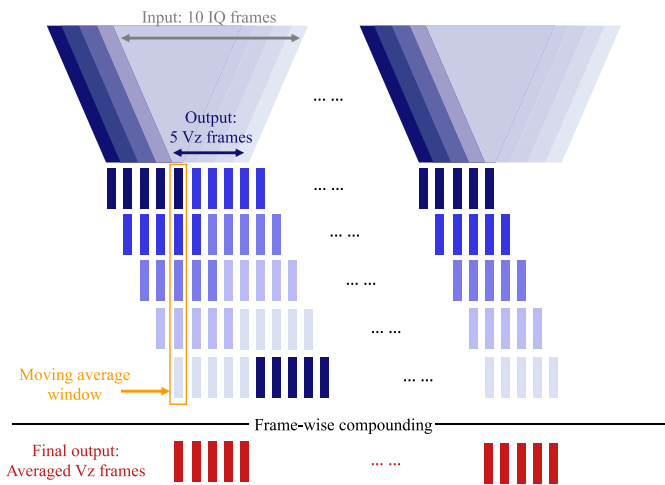 Input: 10 IQ frames
... ...
Output:
5 Vz frames
... ...
... ...
... ...
... ...
Moving average
window
... ...
Frame-wise compounding
Final output:
Averaged Vz frames
... ...